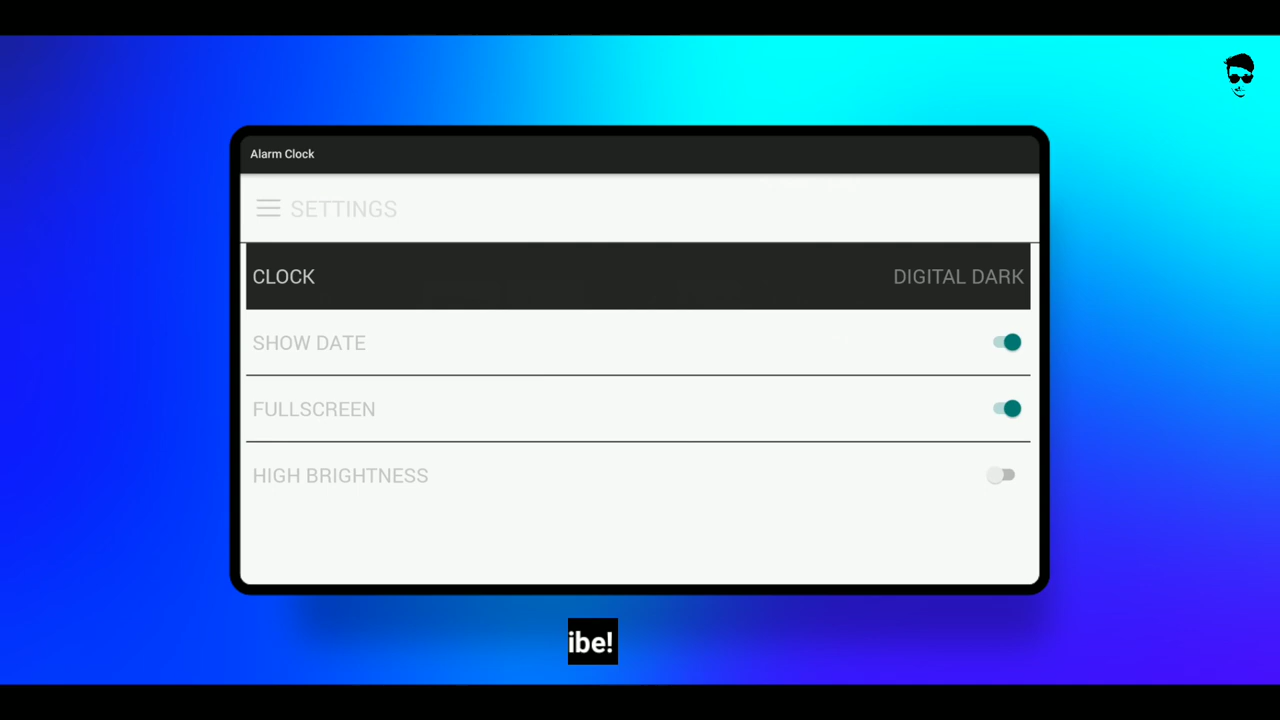 Alarm Clock
SETTINGS
CLOCK DIGITAL DARK
SHOW DATE
FULLSCREEN
HIGH BRIGHTNESS
ibe!